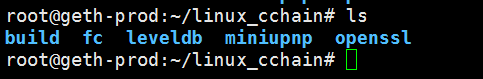 root@geth-prod:~/linux_cchain# ls
build fc leveldb miniupnp openssl
root@geth-prod:~/linux_cchain#